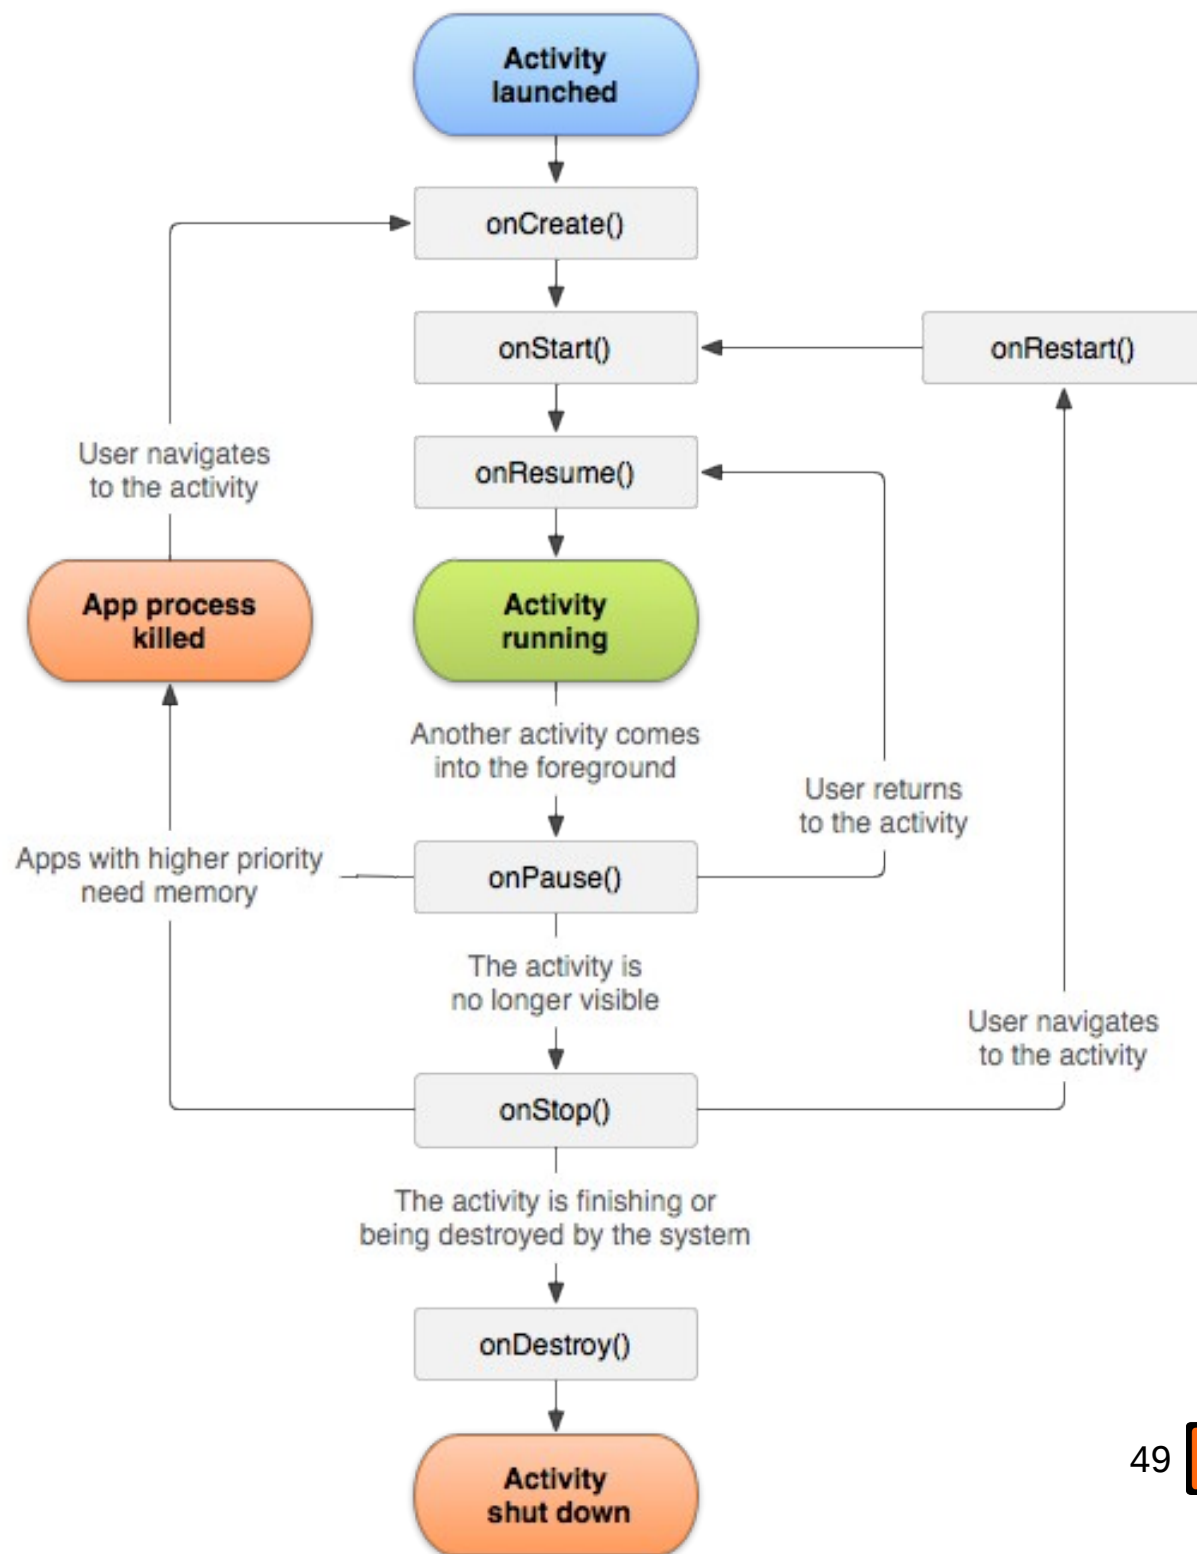 Activity
launched
onCreate()
onStart()
onRestart()
User navigates
to the activity
onResume()
App process
killed
Activity
running
Another activity comes
into the foreground
User returns
to the activity
Apps with higher priority
need memory
onPause()
The activity is
no longer visible
User navigates
to the activity
onStop()
The activity is finishing or
being destroyed by the system
onDestroy()
Activity
shut down
49